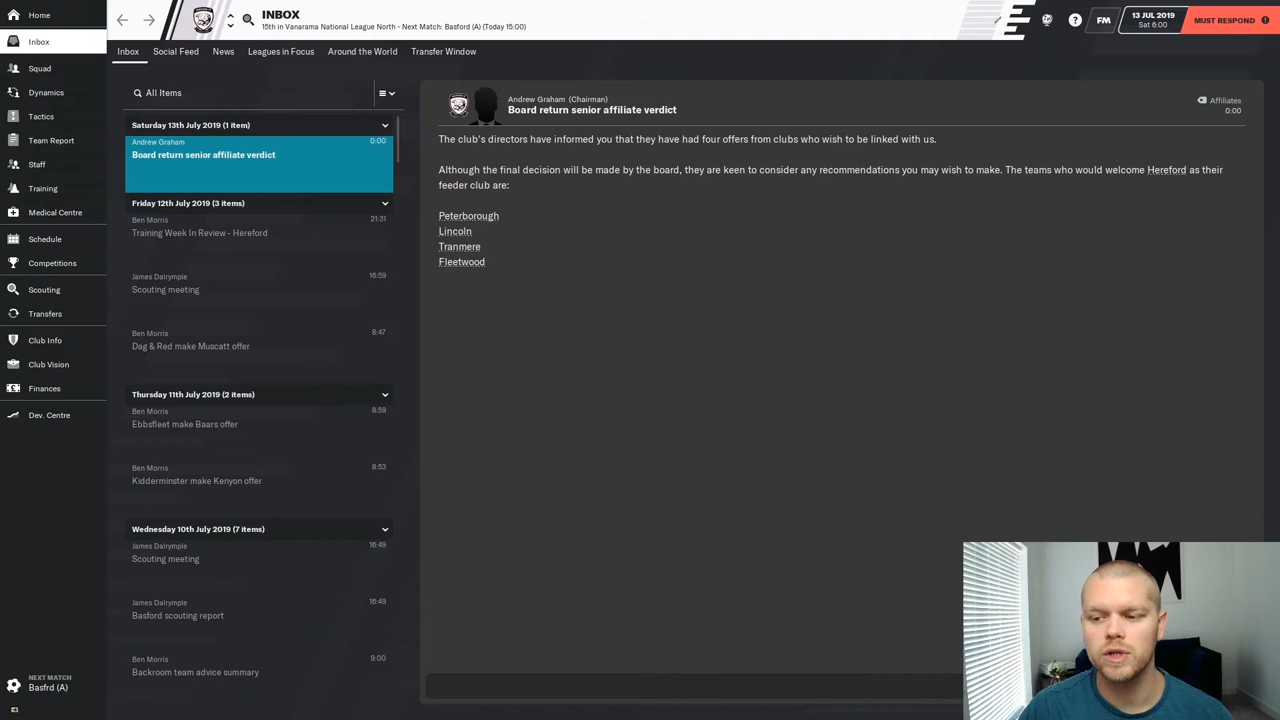 Home
Inbox
Squad
Dynamics
Tactics
Team Report
Staff
Training
Medical Centre
Schedule
Competitions
Scouting
Transfers
Club Info
Club Vision
Finances
Dev. Centre
NEXT MATCH
Basfrd (A)
INBOX
15th in Vanarama National League North - Next Match: Basford (A) (Today 15:00)
?
FM
13 JUL 2019
Sat 6:00
MUST RESPOND
Inbox
Social Feed
News
Leagues in Focus
Around the World
Transfer Window
All Items
Saturday 13th July 2019 (1 item)
Andrew Graham 0:00
Board return senior affiliate verdict
Friday 12th July 2019 (3 items)
Ben Morris 21:31
Training Week In Review - Hereford
James Dalrymple 16:59
Scouting meeting
Ben Morris 8:47
Dag & Red make Muscatt offer
Thursday 11th July 2019 (2 items)
Ben Morris 8:59
Ebbsfleet make Baars offer
Ben Morris 8:53
Kidderminster make Kenyon offer
Wednesday 10th July 2019 (7 items)
James Dalrymple 16:49
Scouting meeting
James Dalrymple 16:49
Basford scouting report
Ben Morris 9:00
Backroom team advice summary
Andrew Graham (Chairman)
Board return senior affiliate verdict
Affiliates
0:00
The club's directors have informed you that they have had four offers from clubs who wish to be linked with us.
Although the final decision will be made by the board, they are keen to consider any recommendations you may wish to make. The teams who would welcome Hereford as their
feeder club are:
Peterborough
Lincoln
Tranmere
Fleetwood